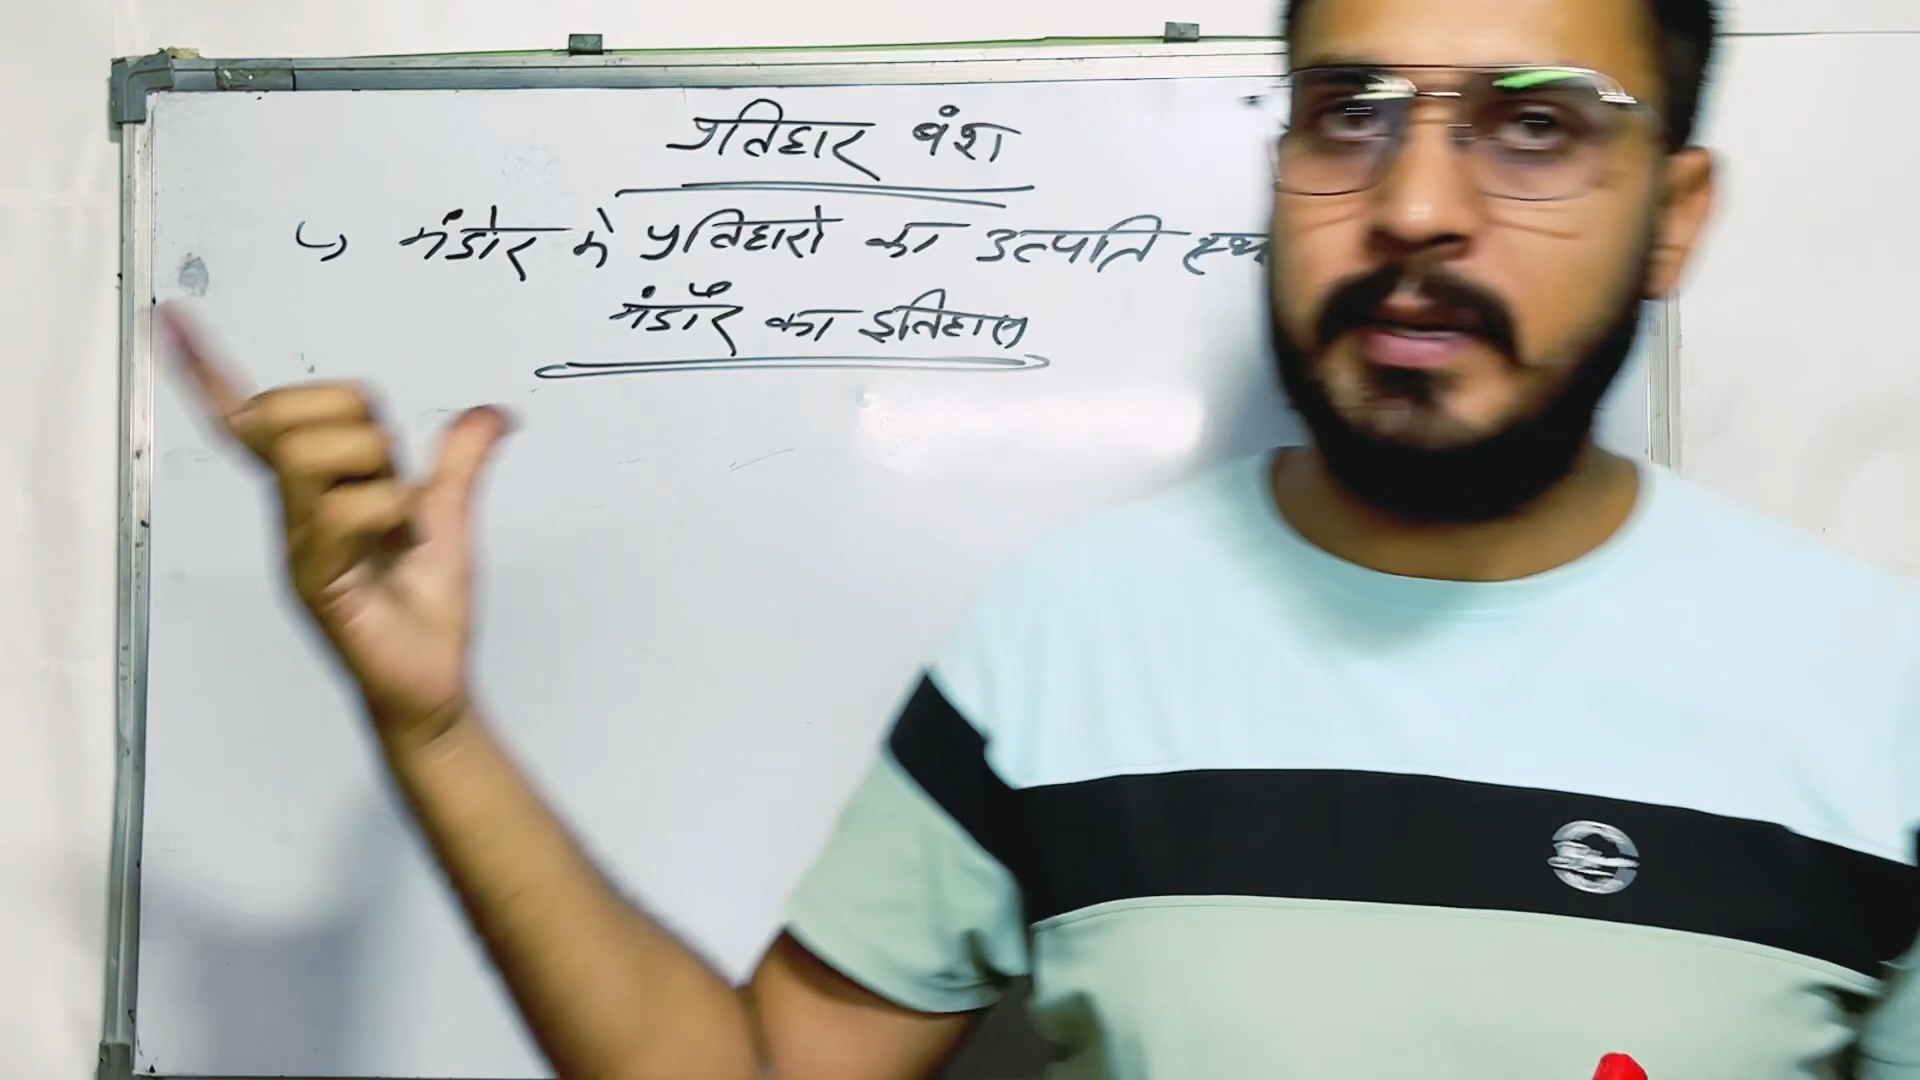 प्रतिहार वंश
↳ मंडोर मे प्रतिहारो का उत्पति
मंडोर का इतिहास